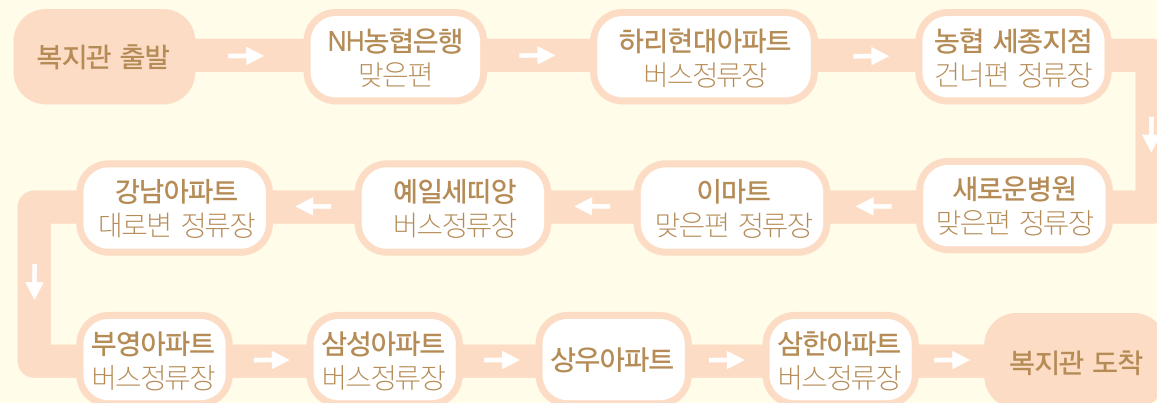 복지관 출발
NH농협은행
맞은편
하리현대아파트
버스정류장
농협 세종지점
건너편 정류장
새로운병원
맞은편 정류장
이마트
맞은편 정류장
예일세띠앙
버스정류장
강남아파트
대로변 정류장
부영아파트
버스정류장
삼성아파트
버스정류장
상우아파트
삼한아파트
버스정류장
복지관 도착